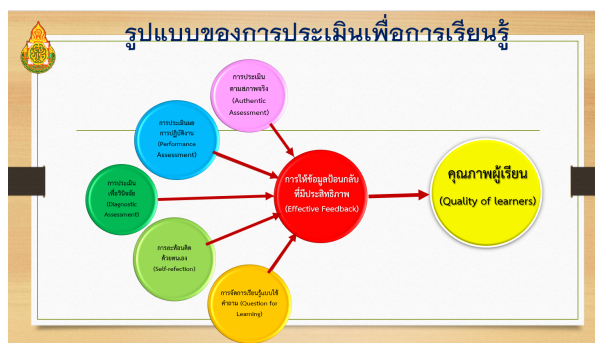 รูปแบบของการประเมินเพื่อการเรียนรู้
การประเมิน
ตามสภาพจริง
(Authentic
Assessment)
การประเมินผล
การปฏิบัติงาน
(Performance
Assessment)
การประเมิน
เพื่อวินิจฉัย
(Diagnostic
Assessment)
การสะท้อนคิด
ด้วยตนเอง
(Self-refection)
การจัดการเรียนรู้แบบใช้
คำถาม (Question for
Learning)
การให้ข้อมูลป้อนกลับ
ที่มีประสิทธิภาพ
(Effective Feedback)
คุณภาพผู้เรียน
(Quality of learners)